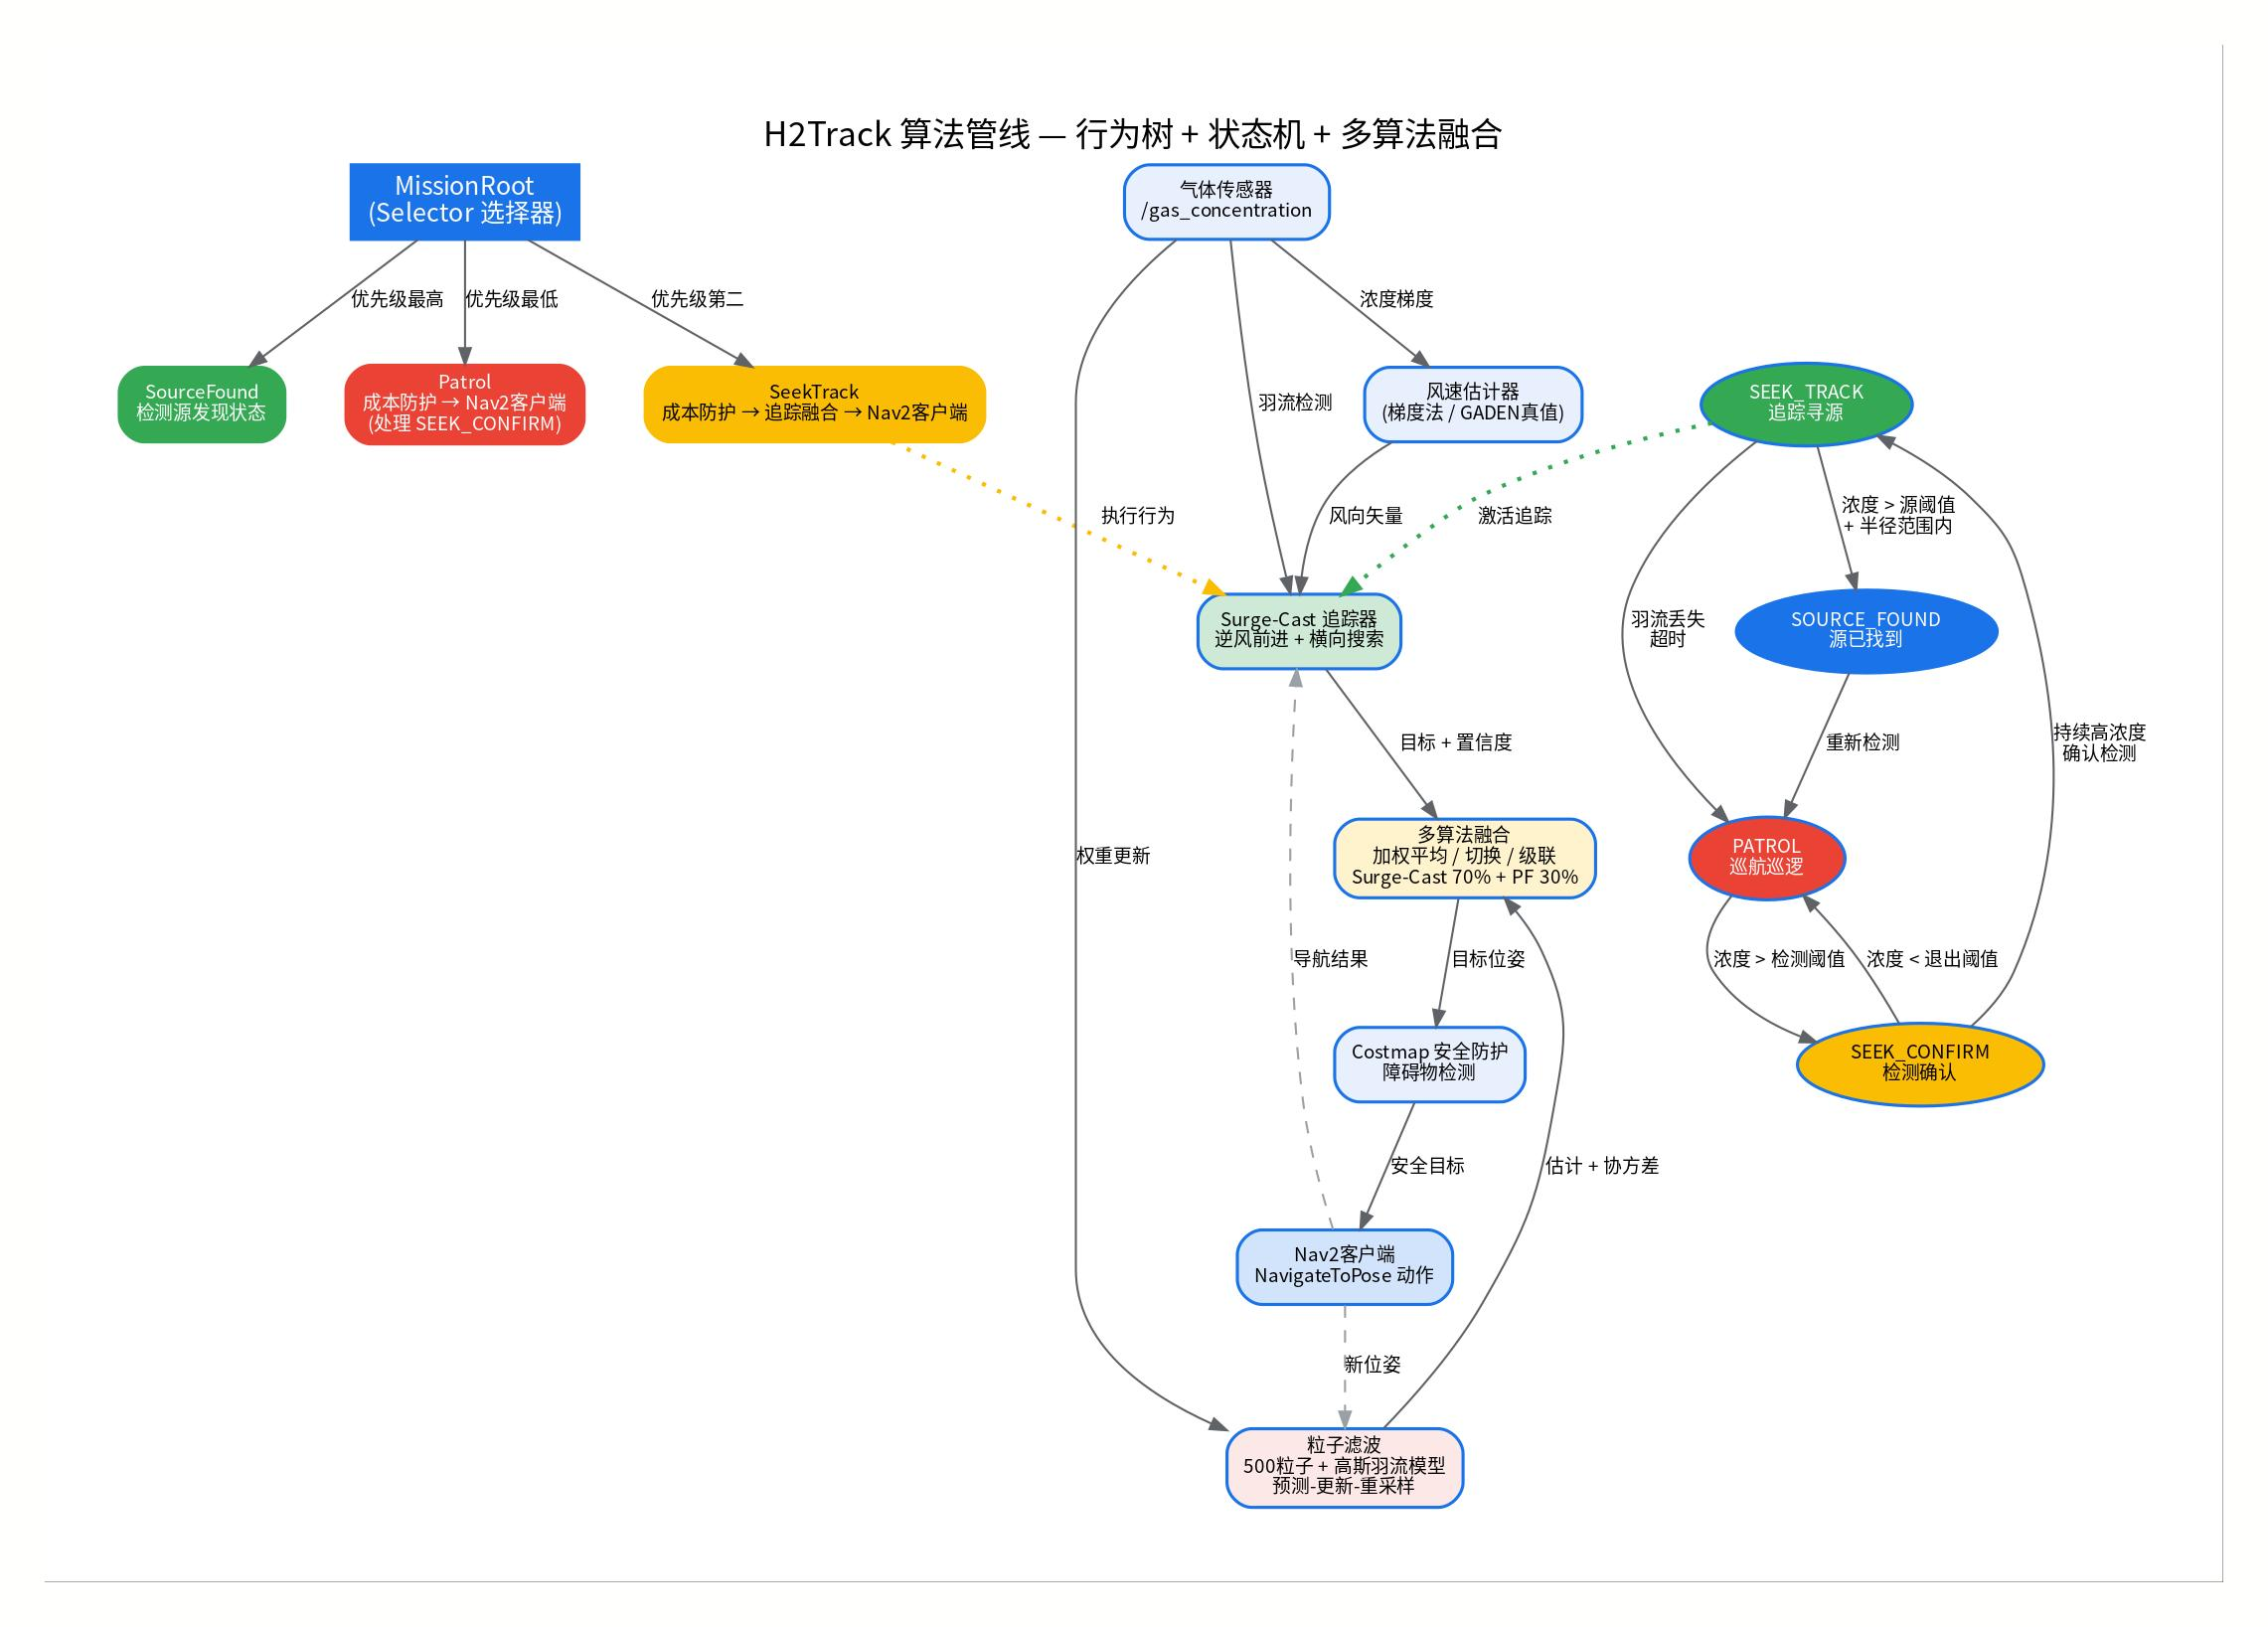 H2Track 算法管线 — 行为树 + 状态机 + 多算法融合
MissionRoot
(Selector 选择器)
气体传感器
/gas_concentration
优先级最高
优先级最低
优先级第二
浓度梯度
SourceFound
检测源发现状态
Patrol
成本防护 → Nav2客户端
(处理 SEEK_CONFIRM)
SeekTrack
成本防护 → 追踪融合 → Nav2客户端
羽流检测
风速估计器
(梯度法 / GADEN真值)
SEEK_TRACK
追踪寻源
执行行为
风向矢量
激活追踪
浓度 > 源阈值
+ 半径范围内
Surge-Cast 追踪器
逆风前进 + 横向搜索
羽流丢失
超时
SOURCE_FOUND
源已找到
目标 + 置信度
重新检测
持续高浓度
确认检测
权重更新
多算法融合
加权平均 / 切换 / 级联
Surge-Cast 70% + PF 30%
PATROL
巡航巡逻
导航结果
目标位姿
浓度 > 检测阈值
浓度 < 退出阈值
Costmap 安全防护
障碍物检测
SEEK_CONFIRM
检测确认
安全目标
估计 + 协方差
Nav2客户端
NavigateToPose 动作
新位姿
粒子滤波
500粒子 + 高斯羽流模型
预测-更新-重采样